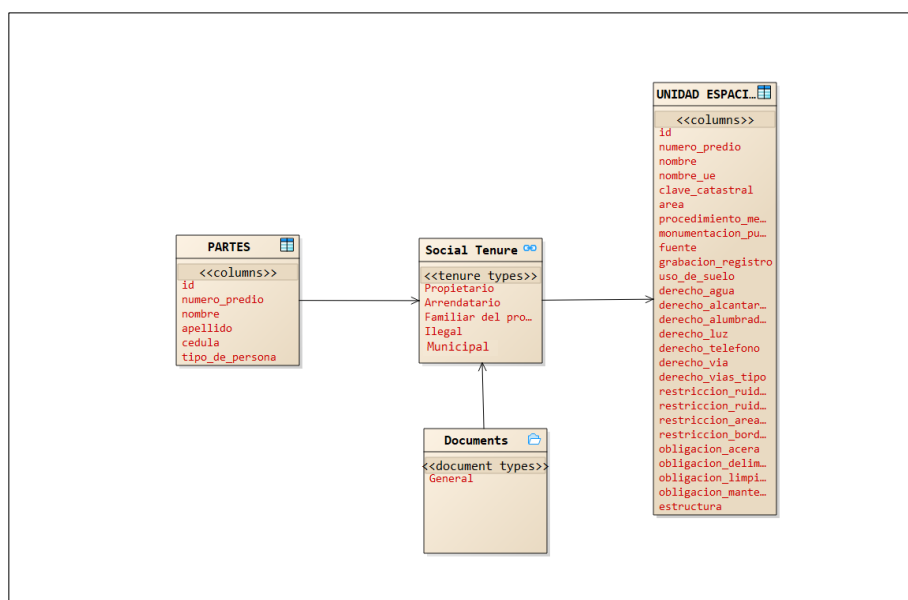 PARTES
<<columns>>
id
numero_predio
nombre
apellido
cedula
tipo_de_persona
Social Tenure
<<tenure types>>
Propietario
Arrendatario
Familiar del pro…
Ilegal
Municipal
Documents
<<document types>>
General
UNIDAD ESPACI…
<<columns>>
id
numero_predio
nombre
nombre_ue
clave_catastral
area
procedimiento_me…
monumentacion_pu…
fuente
grabacion_registro
uso_de_suelo
derecho_agua
derecho_alcantar…
derecho_alumbrad…
derecho_luz
derecho_telefono
derecho_via
derecho_vias_tipo
restriccion_ruid…
restriccion_ruid…
restriccion_area…
restriccion_bord…
obligacion_acera
obligacion_delim…
obligacion_limpi…
obligacion_mante…
estructura